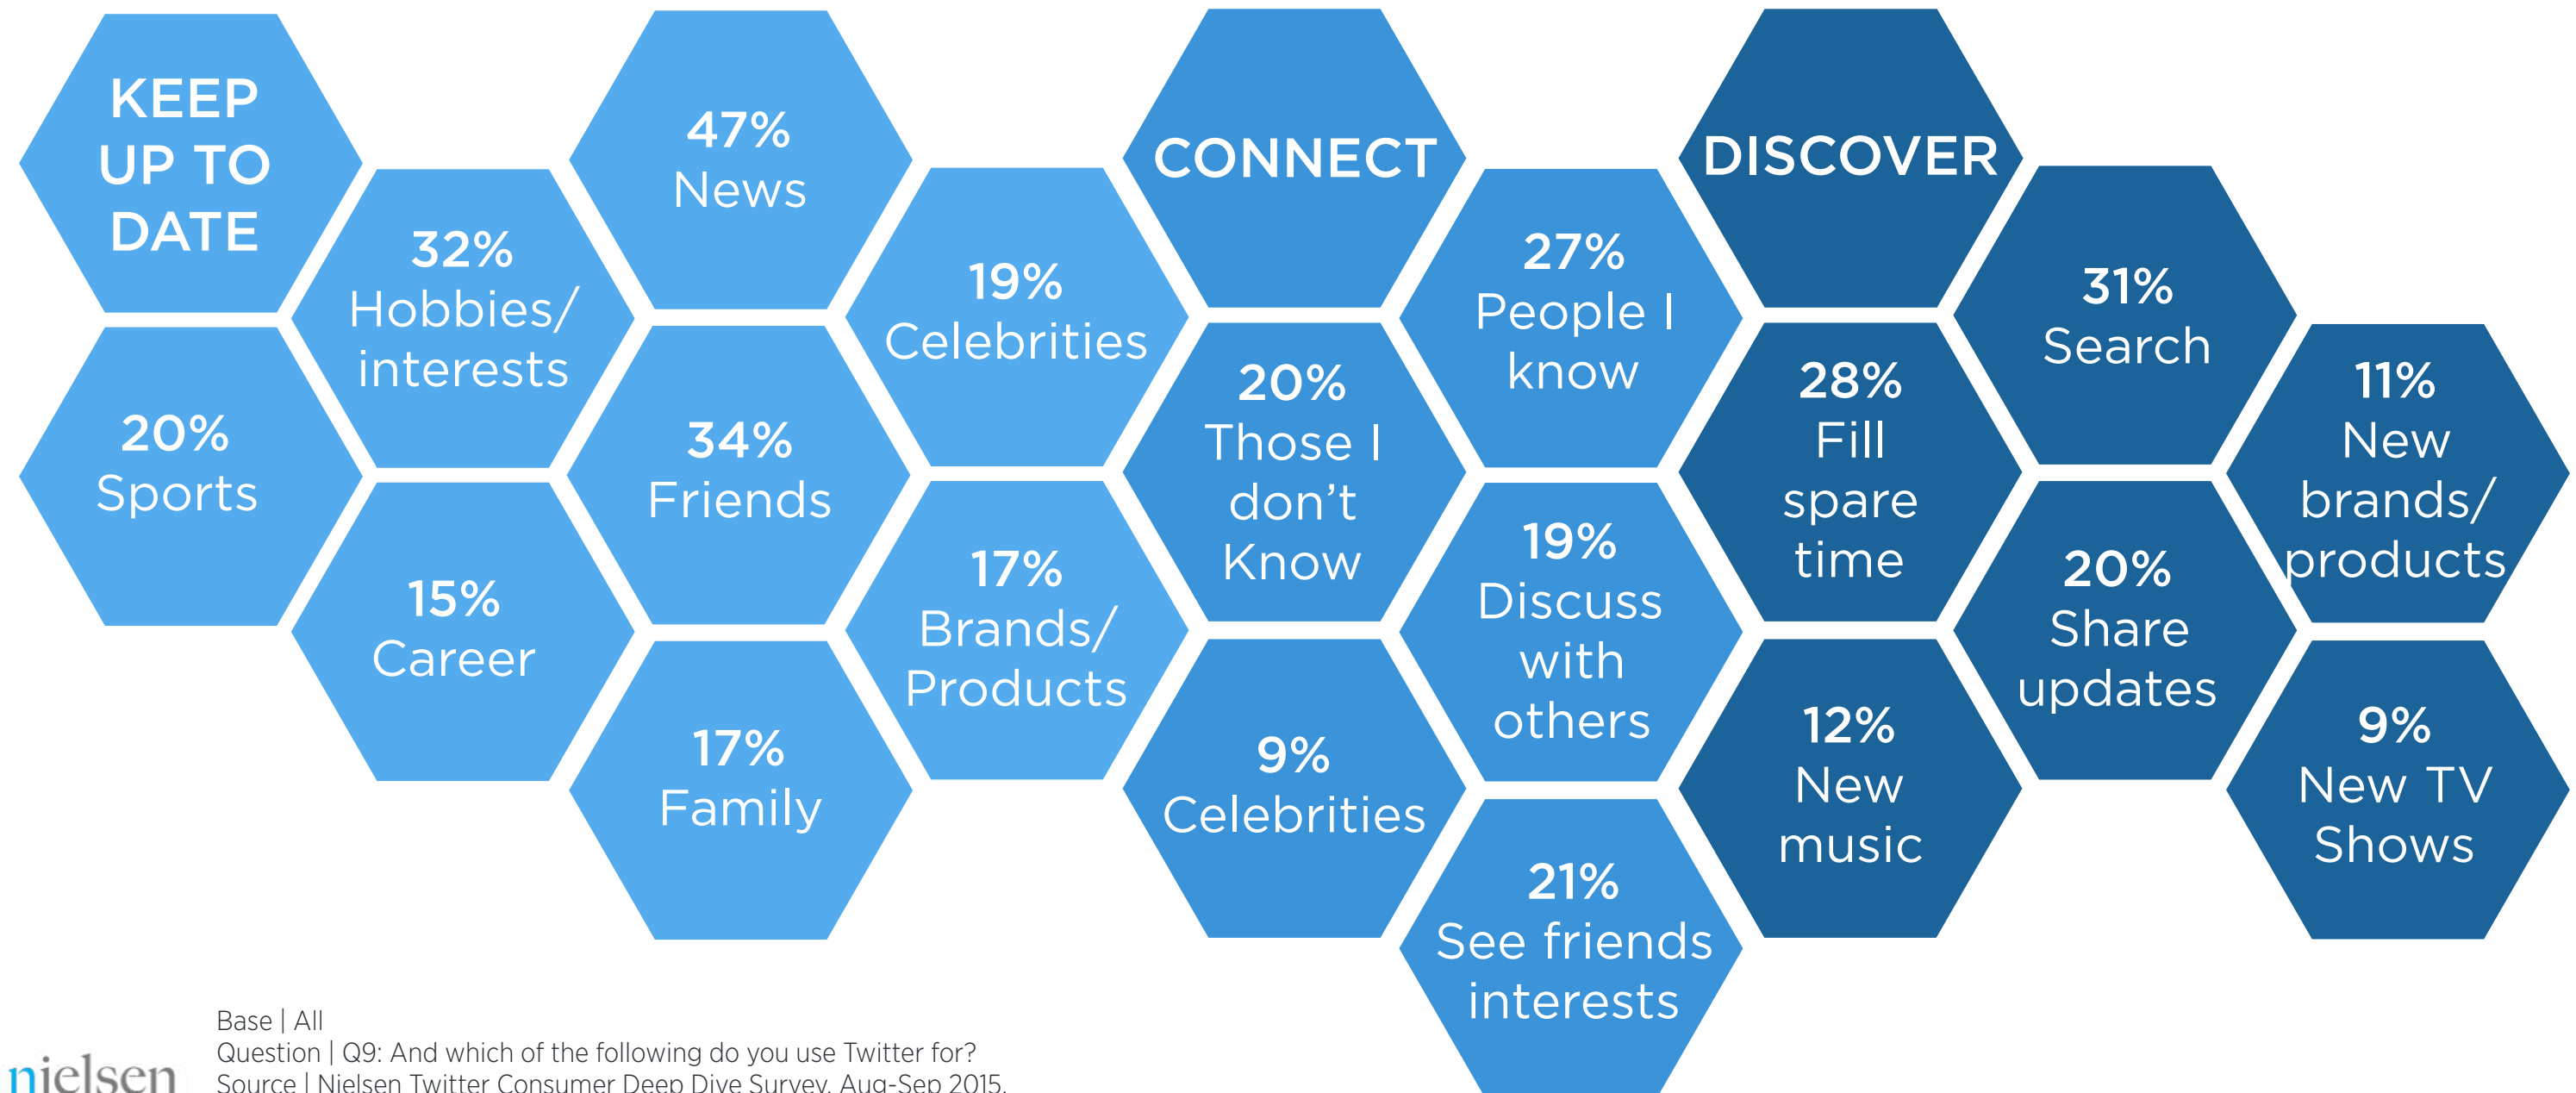 KEEP
UP TO
DATE
32%
Hobbies/
interests
47%
News
19%
Celebrities
20%
Sports
15%
Career
34%
Friends
17%
Brands/
Products
17%
Family
CONNECT
27%
People I
know
20%
Those I
don’t
Know
19%
Discuss
with
others
9%
Celebrities
21%
See friends
interests
DISCOVER
31%
Search
28%
Fill
spare
time
11%
New
brands/
products
20%
Share
updates
12%
New
music
9%
New TV
Shows
nielsen
Base | All
Question | Q9: And which of the following do you use Twitter for?
Source | Nielsen Twitter Consumer Deep Dive Survey, Aug-Sep 2015.